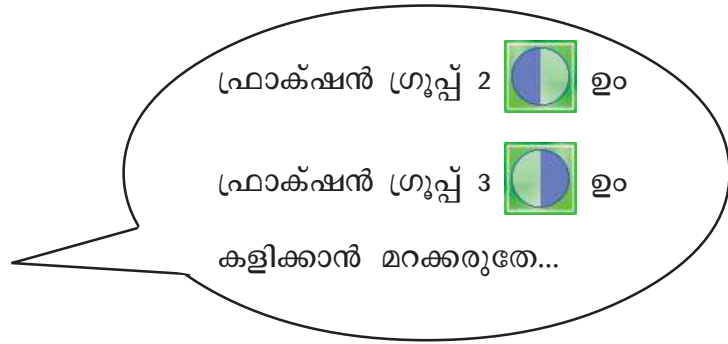 ഫ്രാക്ഷൻ ഗ്രൂപ്പ് 2 ഉം
ഫ്രാക്ഷൻ ഗ്രൂപ്പ് 3 ഉം
കളിക്കാൻ മറക്കരുതേ...